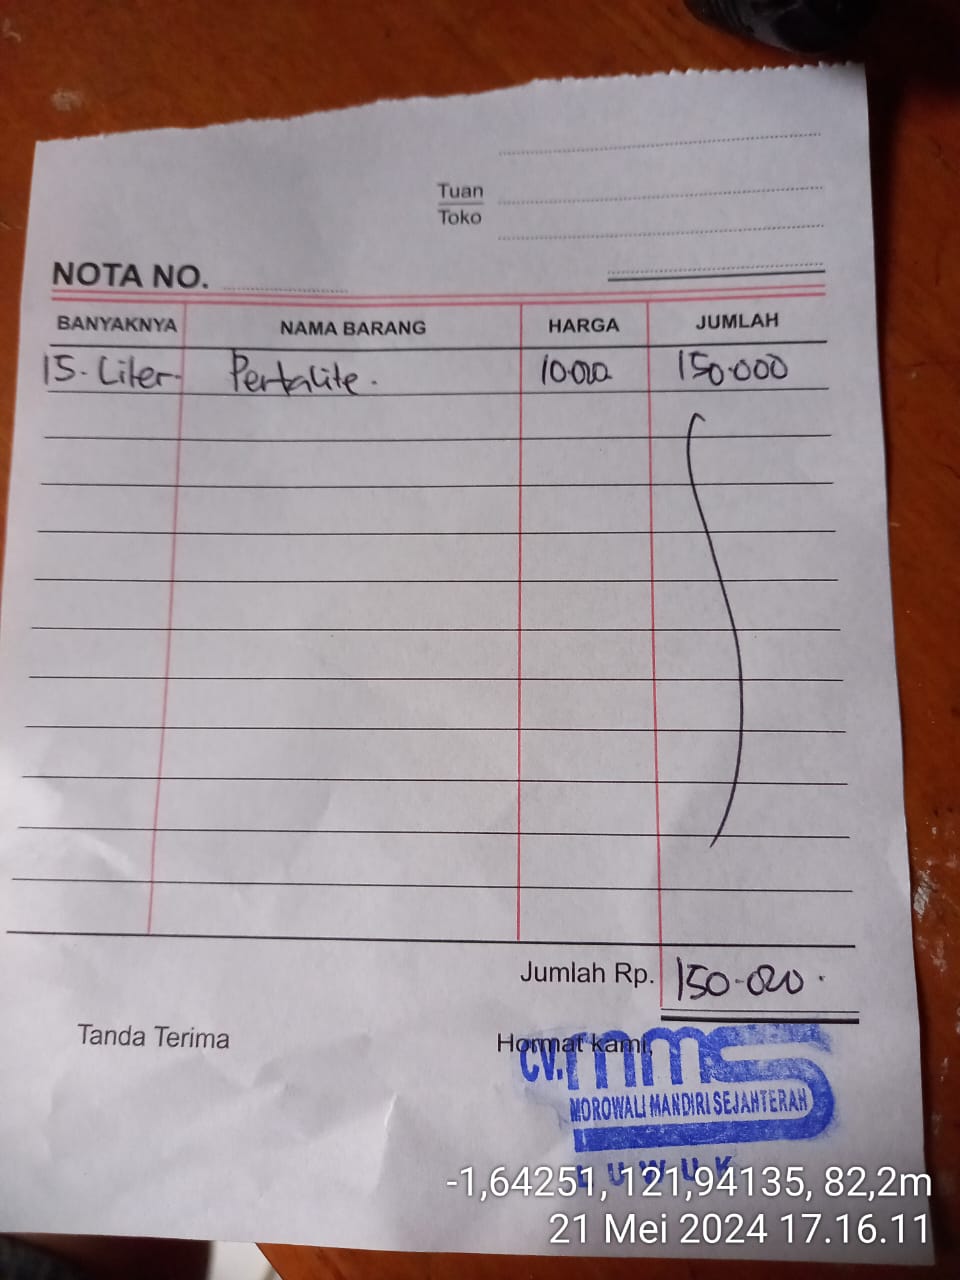 Tuan
Toko
NOTA NO.
BANYAKNYA NAMA BARANG HARGA JUMLAH
15. Liter. Pertalite. 10.000 150.000
Jumlah Rp. 150.000.
Tanda Terima Hormat kami,
CV. mms
MOROWALI MANDIRI SEJAHTERAH
LUWUK
-1,64251, 121,94135, 82,2m
21 Mei 2024 17.16.11